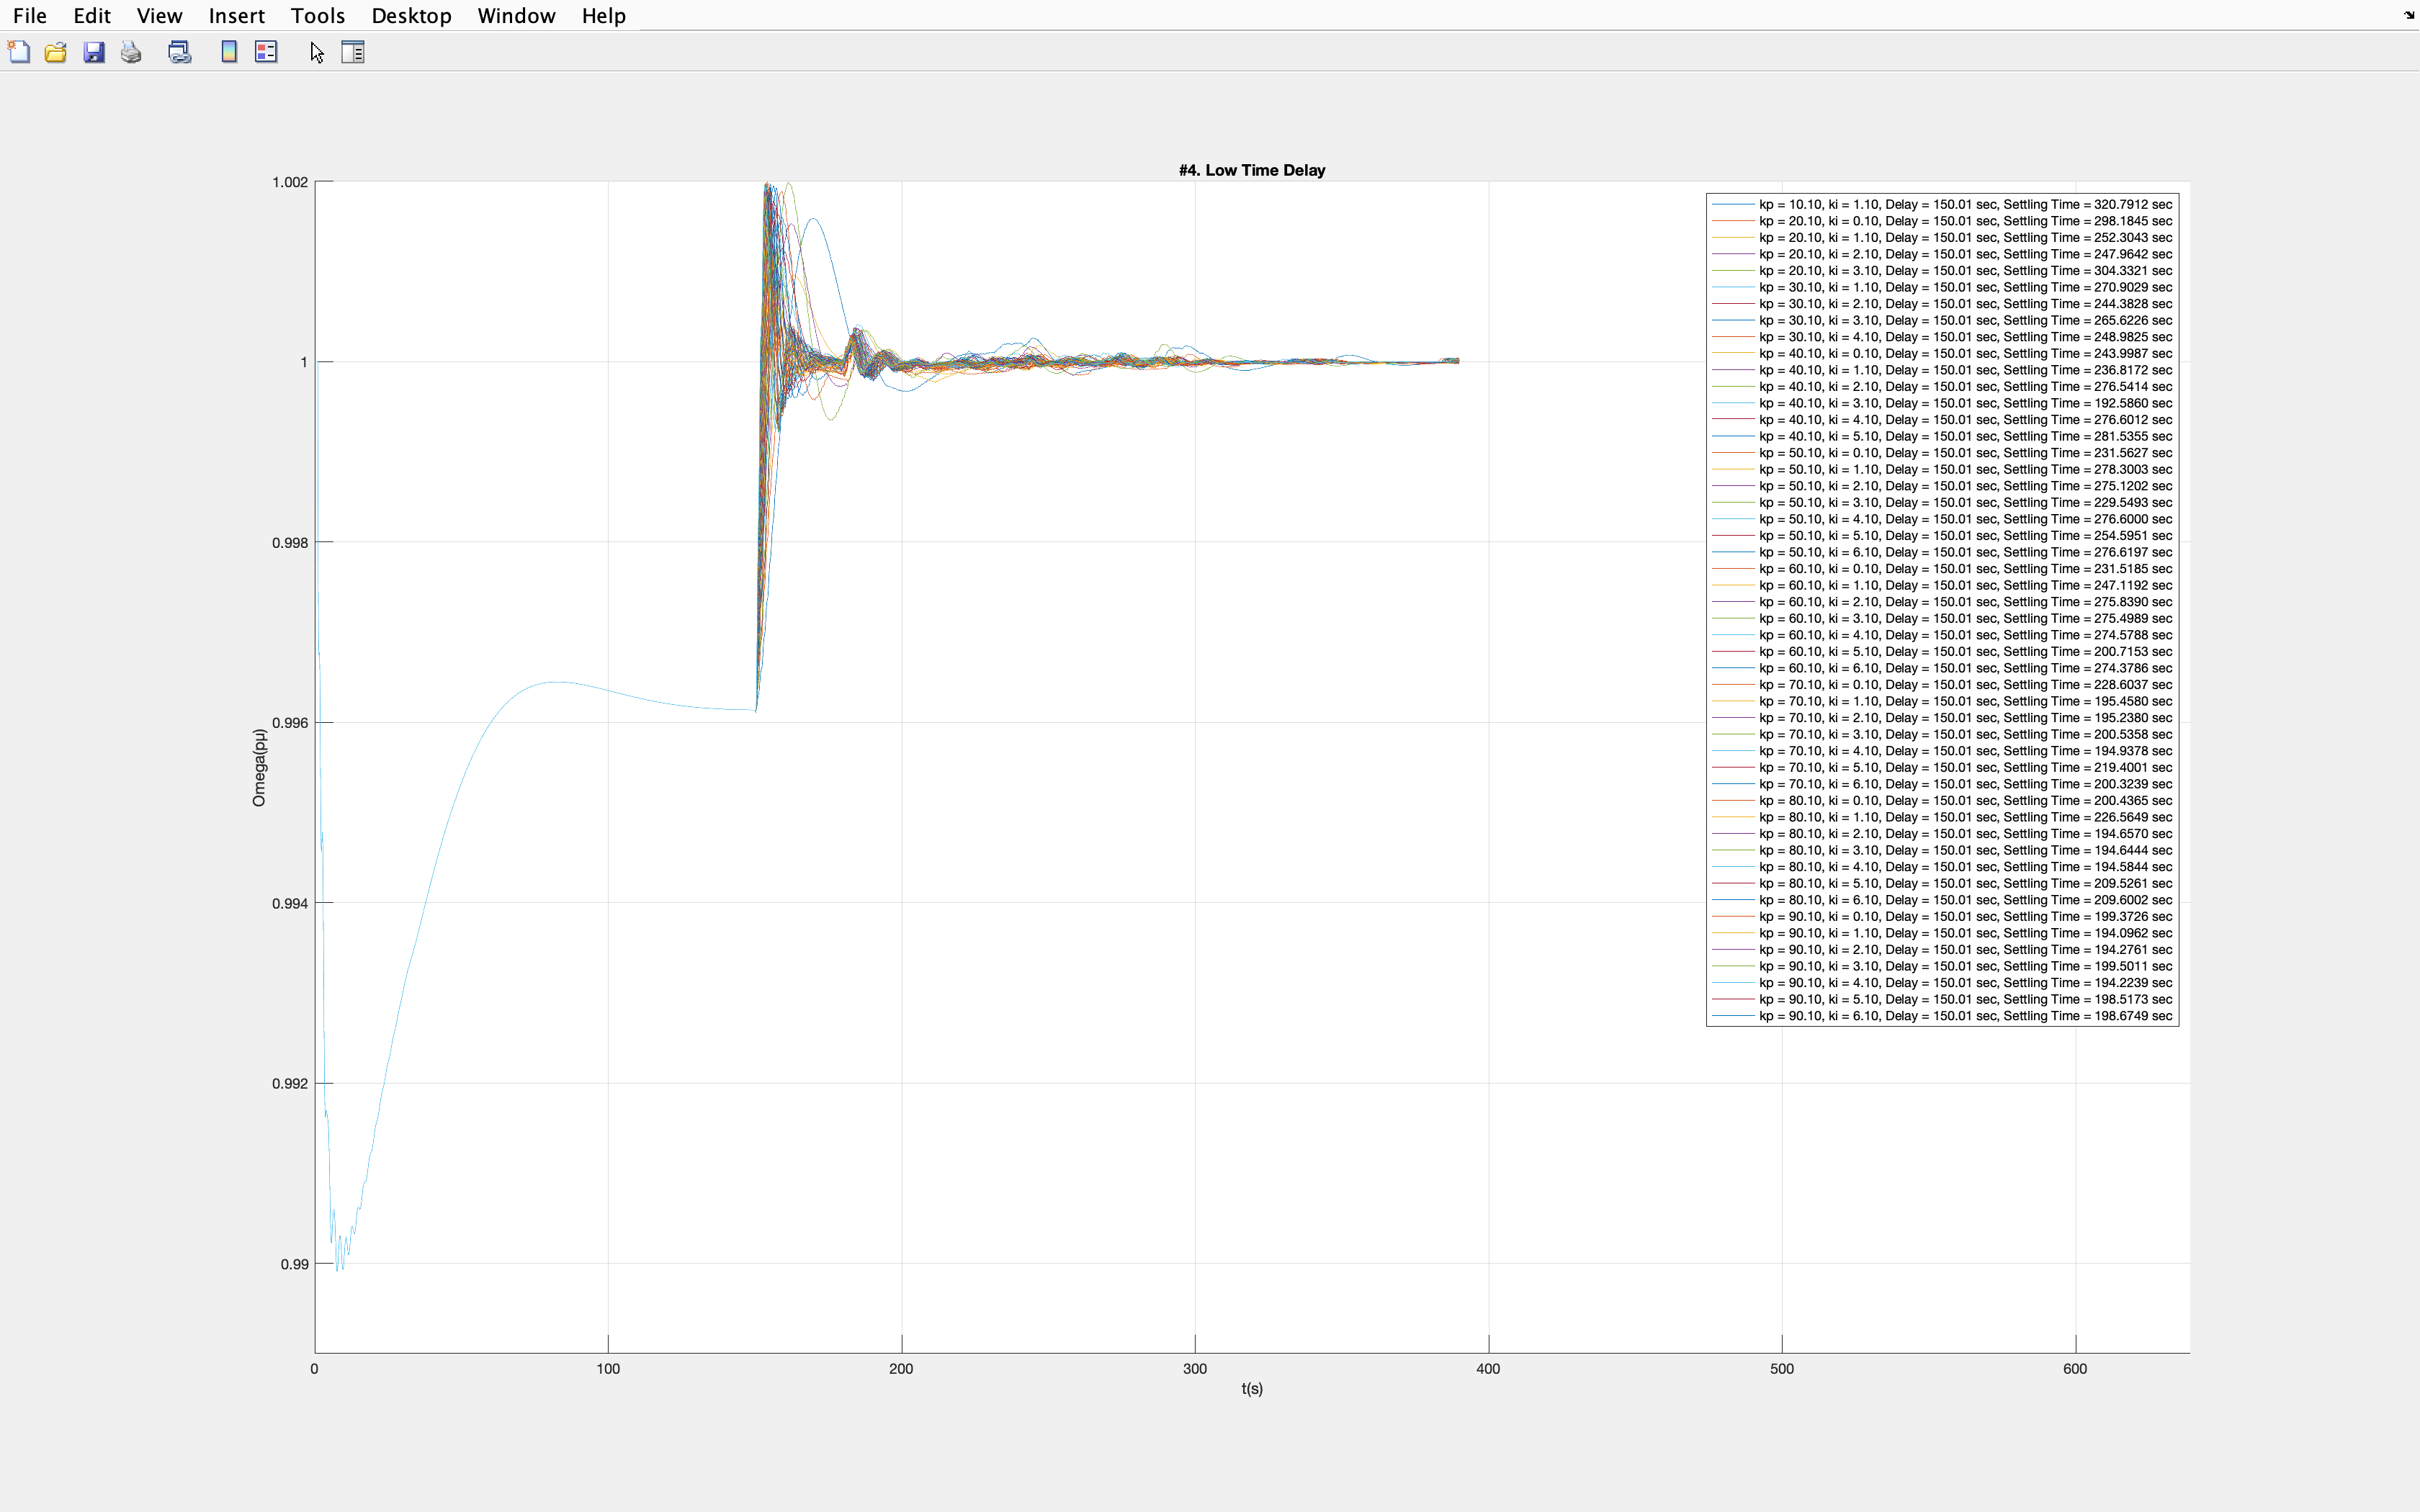 File Edit View Insert Tools Desktop Window Help
#4. Low Time Delay
1.002
1
0.998
0.996
0.994
0.992
0.99
Omega(pμ)
0 100 200 300 400 500 600
t(s)
kp = 10.10, ki = 1.10, Delay = 150.01 sec, Settling Time = 320.7912 sec
kp = 20.10, ki = 0.10, Delay = 150.01 sec, Settling Time = 298.1845 sec
kp = 20.10, ki = 1.10, Delay = 150.01 sec, Settling Time = 252.3043 sec
kp = 20.10, ki = 2.10, Delay = 150.01 sec, Settling Time = 247.9642 sec
kp = 20.10, ki = 3.10, Delay = 150.01 sec, Settling Time = 304.3321 sec
kp = 30.10, ki = 1.10, Delay = 150.01 sec, Settling Time = 270.9029 sec
kp = 30.10, ki = 2.10, Delay = 150.01 sec, Settling Time = 244.3828 sec
kp = 30.10, ki = 3.10, Delay = 150.01 sec, Settling Time = 265.6226 sec
kp = 30.10, ki = 4.10, Delay = 150.01 sec, Settling Time = 248.9825 sec
kp = 40.10, ki = 0.10, Delay = 150.01 sec, Settling Time = 243.9987 sec
kp = 40.10, ki = 1.10, Delay = 150.01 sec, Settling Time = 236.8172 sec
kp = 40.10, ki = 2.10, Delay = 150.01 sec, Settling Time = 276.5414 sec
kp = 40.10, ki = 3.10, Delay = 150.01 sec, Settling Time = 192.5860 sec
kp = 40.10, ki = 4.10, Delay = 150.01 sec, Settling Time = 276.6012 sec
kp = 40.10, ki = 5.10, Delay = 150.01 sec, Settling Time = 281.5355 sec
kp = 50.10, ki = 0.10, Delay = 150.01 sec, Settling Time = 231.5627 sec
kp = 50.10, ki = 1.10, Delay = 150.01 sec, Settling Time = 278.3003 sec
kp = 50.10, ki = 2.10, Delay = 150.01 sec, Settling Time = 275.1202 sec
kp = 50.10, ki = 3.10, Delay = 150.01 sec, Settling Time = 229.5493 sec
kp = 50.10, ki = 4.10, Delay = 150.01 sec, Settling Time = 276.6000 sec
kp = 50.10, ki = 5.10, Delay = 150.01 sec, Settling Time = 254.5951 sec
kp = 50.10, ki = 6.10, Delay = 150.01 sec, Settling Time = 276.6197 sec
kp = 60.10, ki = 0.10, Delay = 150.01 sec, Settling Time = 231.5185 sec
kp = 60.10, ki = 1.10, Delay = 150.01 sec, Settling Time = 247.1192 sec
kp = 60.10, ki = 2.10, Delay = 150.01 sec, Settling Time = 275.8390 sec
kp = 60.10, ki = 3.10, Delay = 150.01 sec, Settling Time = 275.4989 sec
kp = 60.10, ki = 4.10, Delay = 150.01 sec, Settling Time = 274.5788 sec
kp = 60.10, ki = 5.10, Delay = 150.01 sec, Settling Time = 200.7153 sec
kp = 60.10, ki = 6.10, Delay = 150.01 sec, Settling Time = 274.3786 sec
kp = 70.10, ki = 0.10, Delay = 150.01 sec, Settling Time = 228.6037 sec
kp = 70.10, ki = 1.10, Delay = 150.01 sec, Settling Time = 195.4580 sec
kp = 70.10, ki = 2.10, Delay = 150.01 sec, Settling Time = 195.2380 sec
kp = 70.10, ki = 3.10, Delay = 150.01 sec, Settling Time = 200.5358 sec
kp = 70.10, ki = 4.10, Delay = 150.01 sec, Settling Time = 194.9378 sec
kp = 70.10, ki = 5.10, Delay = 150.01 sec, Settling Time = 219.4001 sec
kp = 70.10, ki = 6.10, Delay = 150.01 sec, Settling Time = 200.3239 sec
kp = 80.10, ki = 0.10, Delay = 150.01 sec, Settling Time = 200.4365 sec
kp = 80.10, ki = 1.10, Delay = 150.01 sec, Settling Time = 226.5649 sec
kp = 80.10, ki = 2.10, Delay = 150.01 sec, Settling Time = 194.6570 sec
kp = 80.10, ki = 3.10, Delay = 150.01 sec, Settling Time = 194.6444 sec
kp = 80.10, ki = 4.10, Delay = 150.01 sec, Settling Time = 194.5844 sec
kp = 80.10, ki = 5.10, Delay = 150.01 sec, Settling Time = 209.5261 sec
kp = 80.10, ki = 6.10, Delay = 150.01 sec, Settling Time = 209.6002 sec
kp = 90.10, ki = 0.10, Delay = 150.01 sec, Settling Time = 199.3726 sec
kp = 90.10, ki = 1.10, Delay = 150.01 sec, Settling Time = 194.0962 sec
kp = 90.10, ki = 2.10, Delay = 150.01 sec, Settling Time = 194.2761 sec
kp = 90.10, ki = 3.10, Delay = 150.01 sec, Settling Time = 199.5011 sec
kp = 90.10, ki = 4.10, Delay = 150.01 sec, Settling Time = 194.2239 sec
kp = 90.10, ki = 5.10, Delay = 150.01 sec, Settling Time = 198.5173 sec
kp = 90.10, ki = 6.10, Delay = 150.01 sec, Settling Time = 198.6749 sec